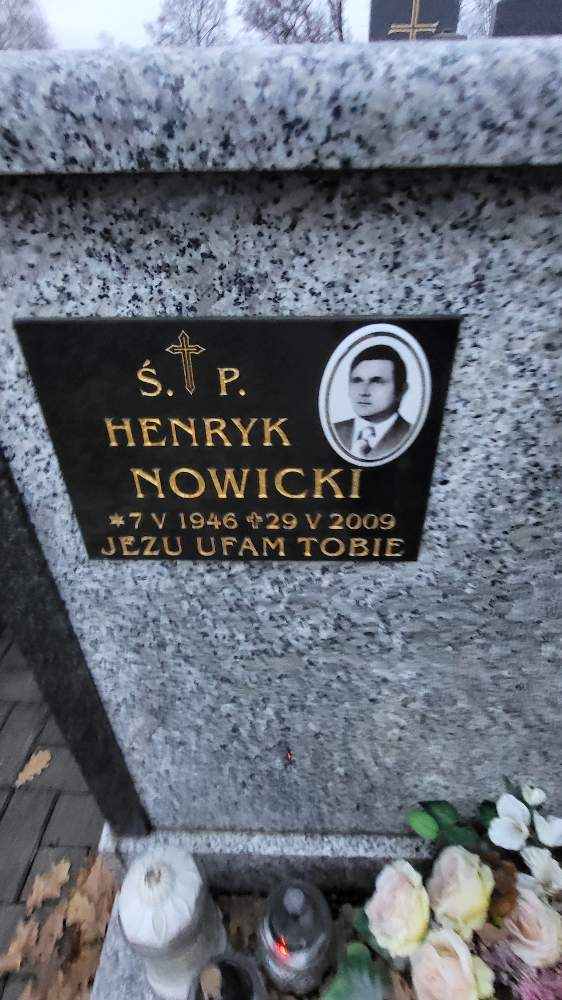 Ś. P.
HENRYK
NOWICKI
*7 V 1946 ✝29 V 2009
JEZU UFAM TOBIE